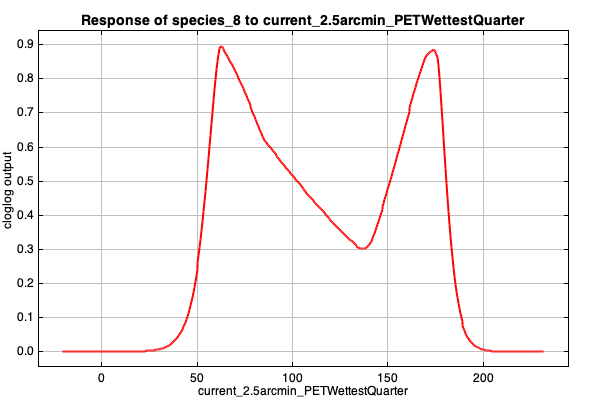 Response of species_8 to current_2.5arcmin_PETWettestQuarter
0.9
0.8
0.7
0.6
0.5
0.4
0.3
0.2
0.1
0.0
cloglog output
0 50 100 150 200
current_2.5arcmin_PETWettestQuarter